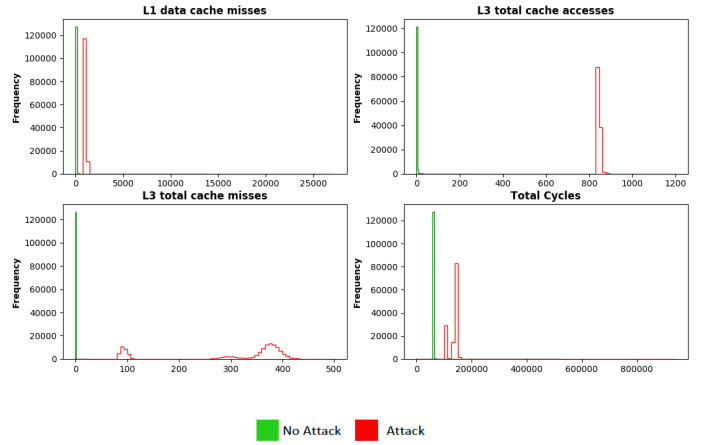 L1 data cache misses
Frequency
120000
100000
80000
60000
40000
20000
0
0 5000 10000 15000 20000 25000
L3 total cache accesses
Frequency
120000
100000
80000
60000
40000
20000
0
0 200 400 600 800 1000 1200
L3 total cache misses
Frequency
120000
100000
80000
60000
40000
20000
0
0 100 200 300 400 500
Total Cycles
Frequency
120000
100000
80000
60000
40000
20000
0
0 200000 400000 600000 800000
No Attack Attack